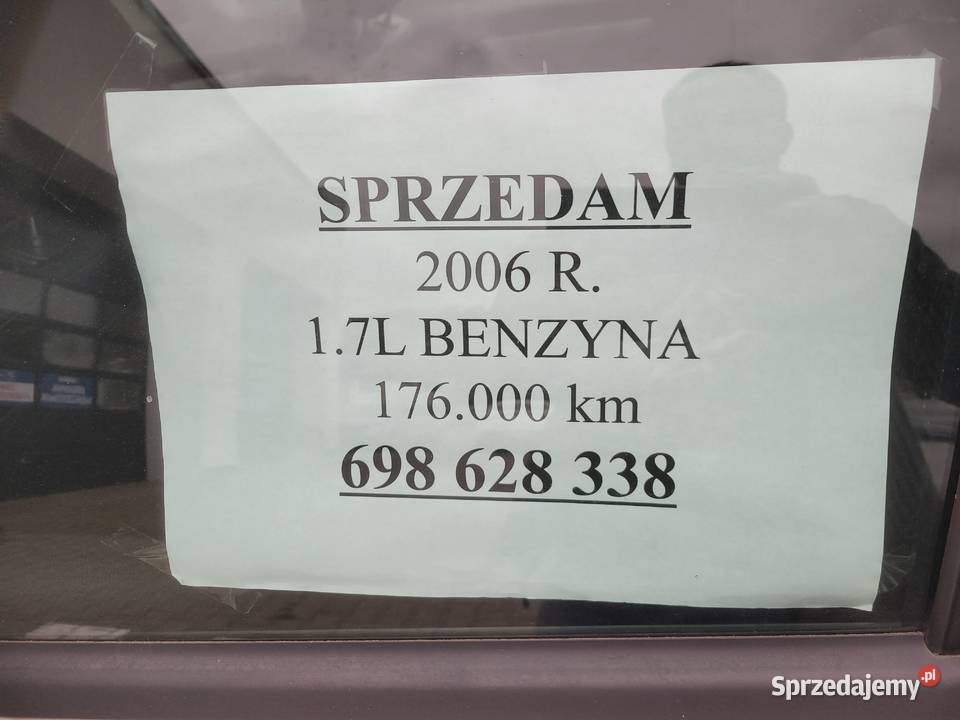 SPRZEDAM
2006 R.
1.7L BENZYNA
176.000 km
698 628 338
Sprzedajemy.pl